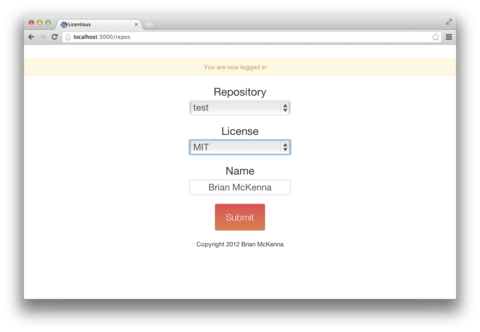 Licentious
localhost:3000/repos
You are now logged in
Repository
test
License
MIT
Name
Brian McKenna
Submit
Copyright 2012 Brian McKenna